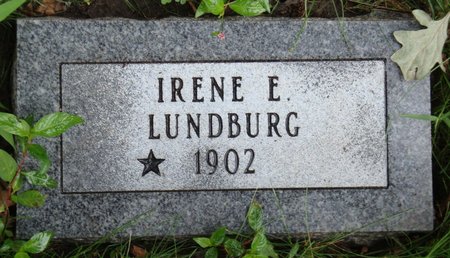 IRENE E.
LUNDBURG
★ 1902